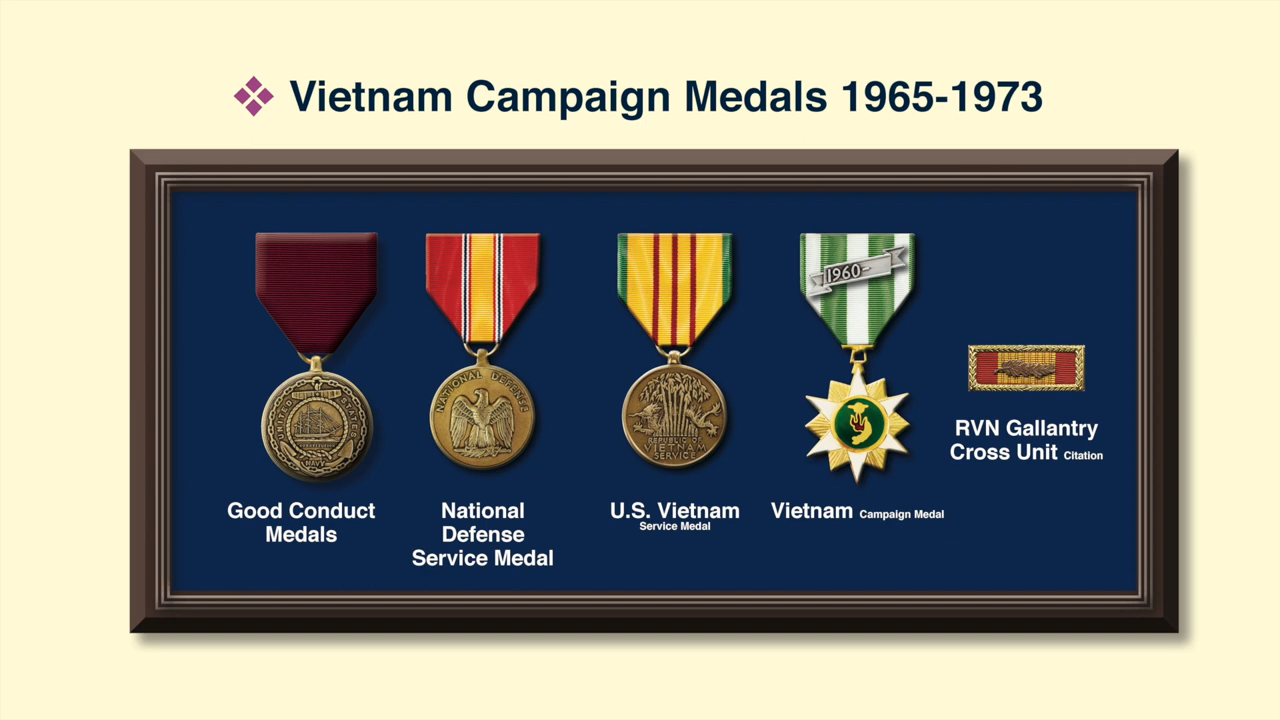 ❖ Vietnam Campaign Medals 1965-1973
1960-
UNITED STATES
NAVY
NATIONAL DEFENSE
REPUBLIC OF
VIETNAM
SERVICE
Good Conduct
Medals
National
Defense
Service Medal
U.S. Vietnam
Service Medal
Vietnam Campaign Medal
RVN Gallantry
Cross Unit Citation